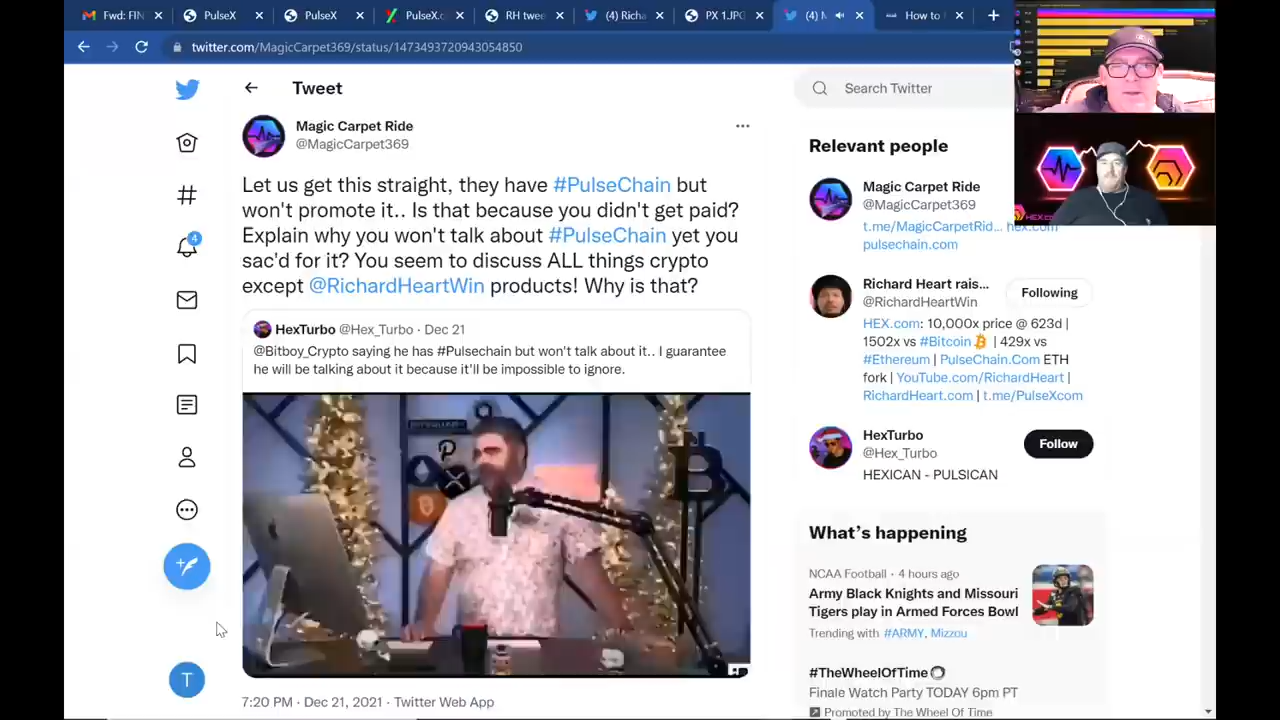 Fwd: FIN
PulseX
PulseX
PulseX.c
RH twee
(4) Richa
PX 1.JPG
(4) M
How to
twitter.com/MagicCarpet369/status/1473493720943054850
Tweet
Search Twitter
Magic Carpet Ride
@MagicCarpet369
Let us get this straight, they have #PulseChain but
won't promote it.. Is that because you didn't get paid?
Explain why you won't talk about #PulseChain yet you
sac'd for it? You seem to discuss ALL things crypto
except @RichardHeartWin products! Why is that?
HexTurbo @Hex_Turbo · Dec 21
@Bitboy_Crypto saying he has #Pulsechain but won't talk about it.. I guarantee
he will be talking about it because it'll be impossible to ignore.
7:20 PM · Dec 21, 2021 · Twitter Web App
4
T
Relevant people
Magic Carpet Ride
@MagicCarpet369
t.me/MagicCarpetRid... hex.com
pulsechain.com
Richard Heart rais...
@RichardHeartWin
Following
HEX.com: 10,000x price @ 623d |
1502x vs #Bitcoin | 429x vs
#Ethereum | PulseChain.Com ETH
fork | YouTube.com/RichardHeart |
RichardHeart.com | t.me/PulseXcom
HexTurbo
@Hex_Turbo
Follow
HEXICAN - PULSICAN
What's happening
NCAA Football · 4 hours ago
Army Black Knights and Missouri
Tigers play in Armed Forces Bowl
Trending with #ARMY, Mizzou
#TheWheelOfTime
Finale Watch Party TODAY 6pm PT
Promoted by The Wheel Of Time
HEX.COM